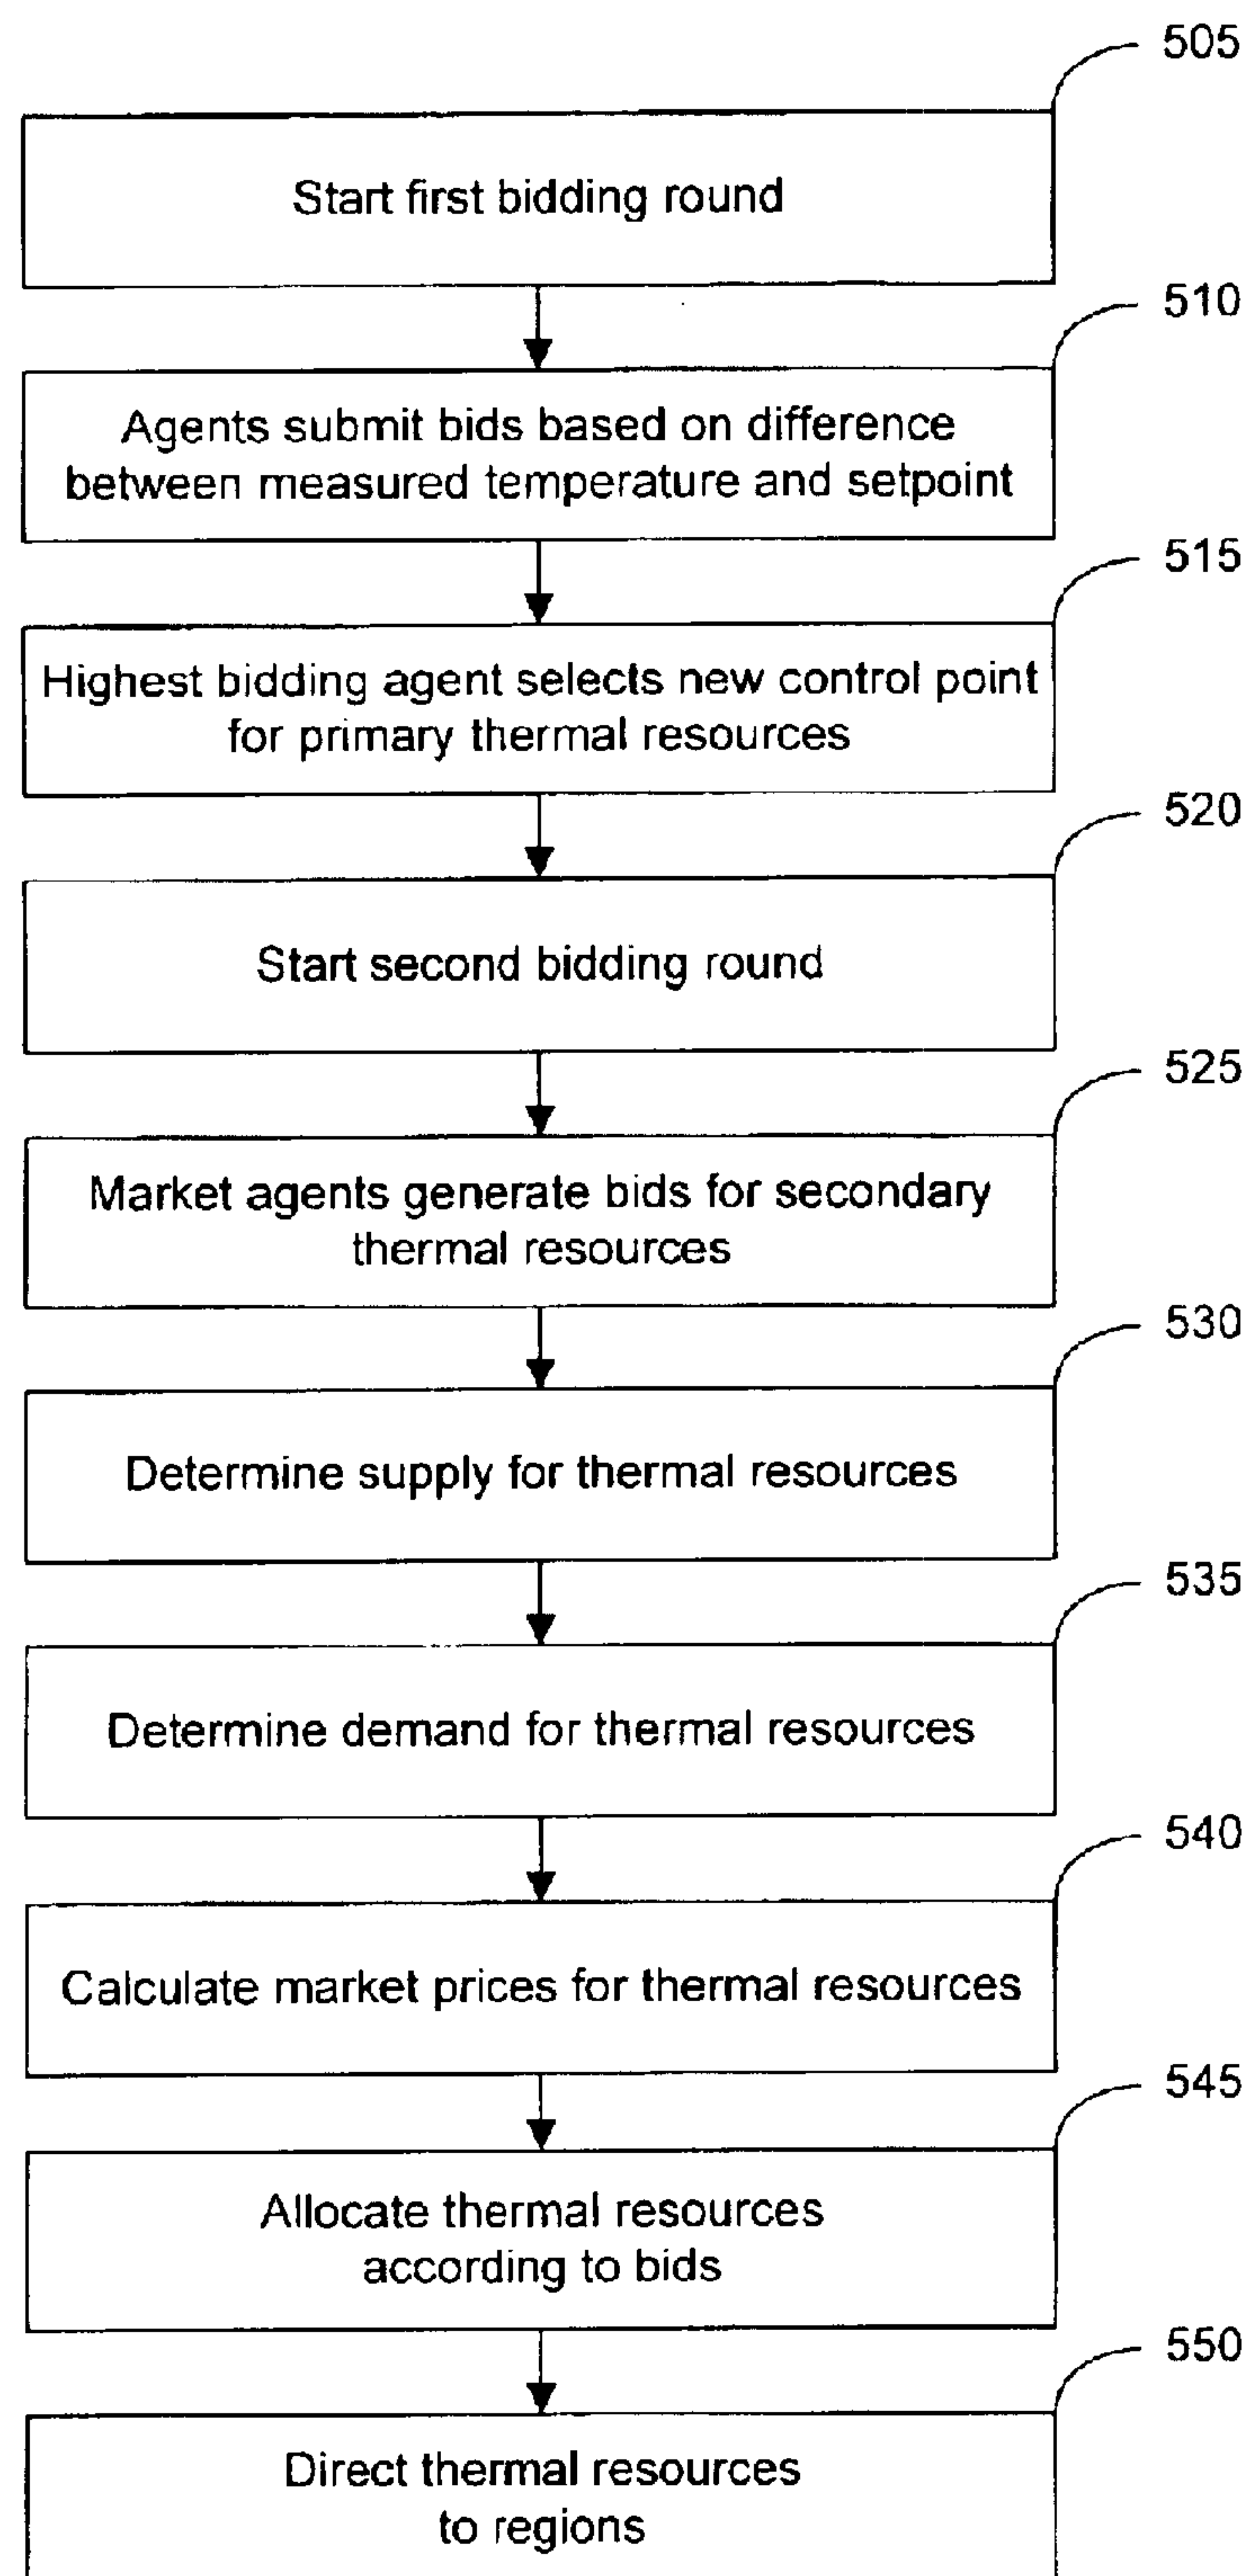 505
Start first bidding round
510
Agents submit bids based on difference
between measured temperature and setpoint
515
Highest bidding agent selects new control point
for primary thermal resources
520
Start second bidding round
525
Market agents generate bids for secondary
thermal resources
530
Determine supply for thermal resources
535
Determine demand for thermal resources
540
Calculate market prices for thermal resources
545
Allocate thermal resources
according to bids
550
Direct thermal resources
to regions